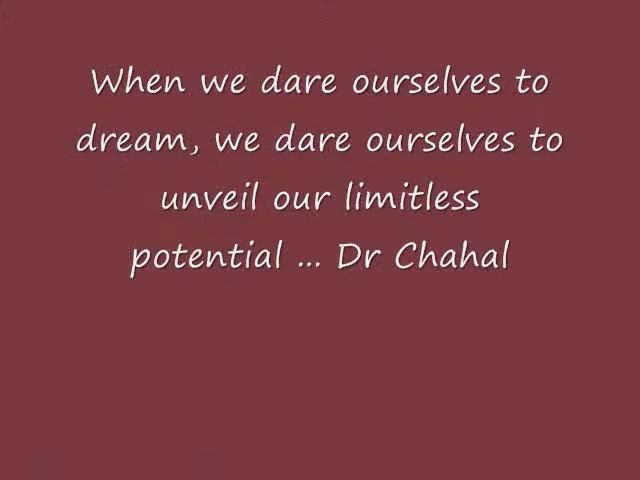 When we dare ourselves to
dream, we dare ourselves to
unveil our limitless
potential ... Dr Chahal